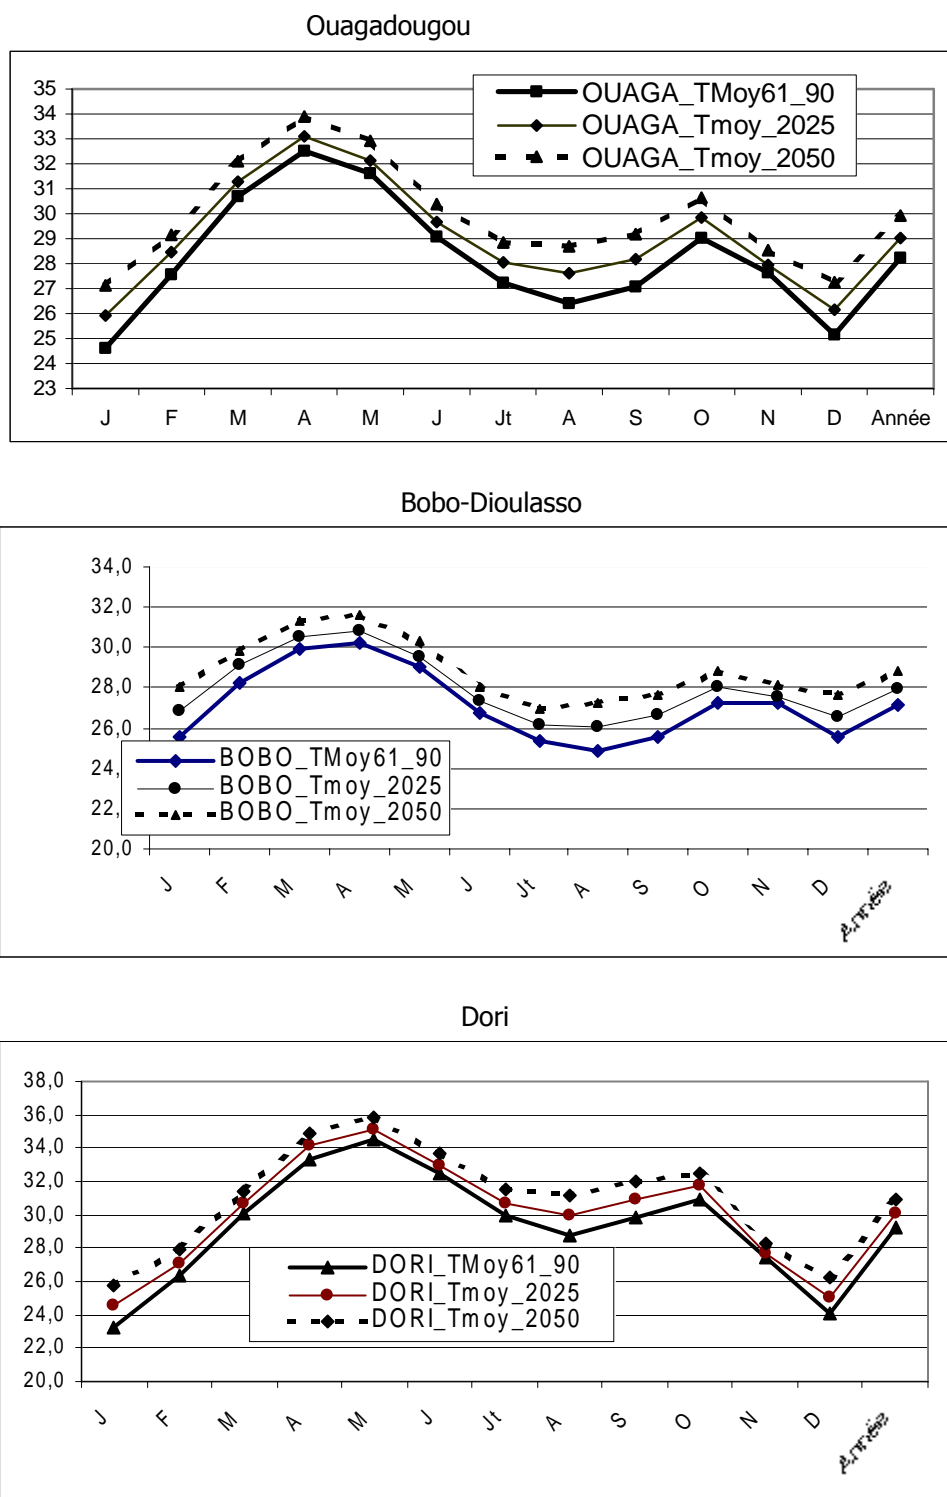 Ouagadougou
OUAGA_TMoy61_90
OUAGA_Tmoy_2025
OUAGA_Tmoy_2050
35
34
33
32
31
30
29
28
27
26
25
24
23
J F M A M J Jt A S O N D Année
Bobo-Dioulasso
34,0
32,0
30,0
28,0
26,0
24,
22,
20,0
BOBO_TMoy61_90
BOBO_Tmoy_2025
BOBO_Tmoy_2050
J F M A M J Jt A S O N D Année
Dori
38,0
36,0
34,0
32,0
30,0
28,0
26,0
24,0
22,0
20,0
DORI_TMoy61_90
DORI_Tmoy_2025
DORI_Tmoy_2050
J F M A M J Jt A S O N D Année